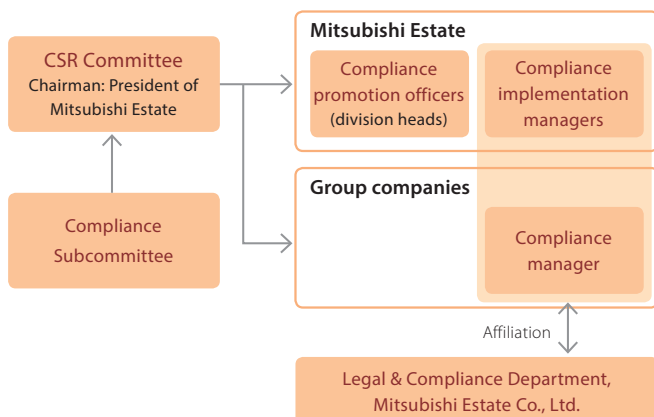 CSR Committee
Chairman: President of
Mitsubishi Estate
Compliance
Subcommittee
Mitsubishi Estate
Compliance
promotion officers
(division heads)
Compliance
implementation
managers
Group companies
Compliance
manager
Affiliation
Legal & Compliance Department,
Mitsubishi Estate Co., Ltd.